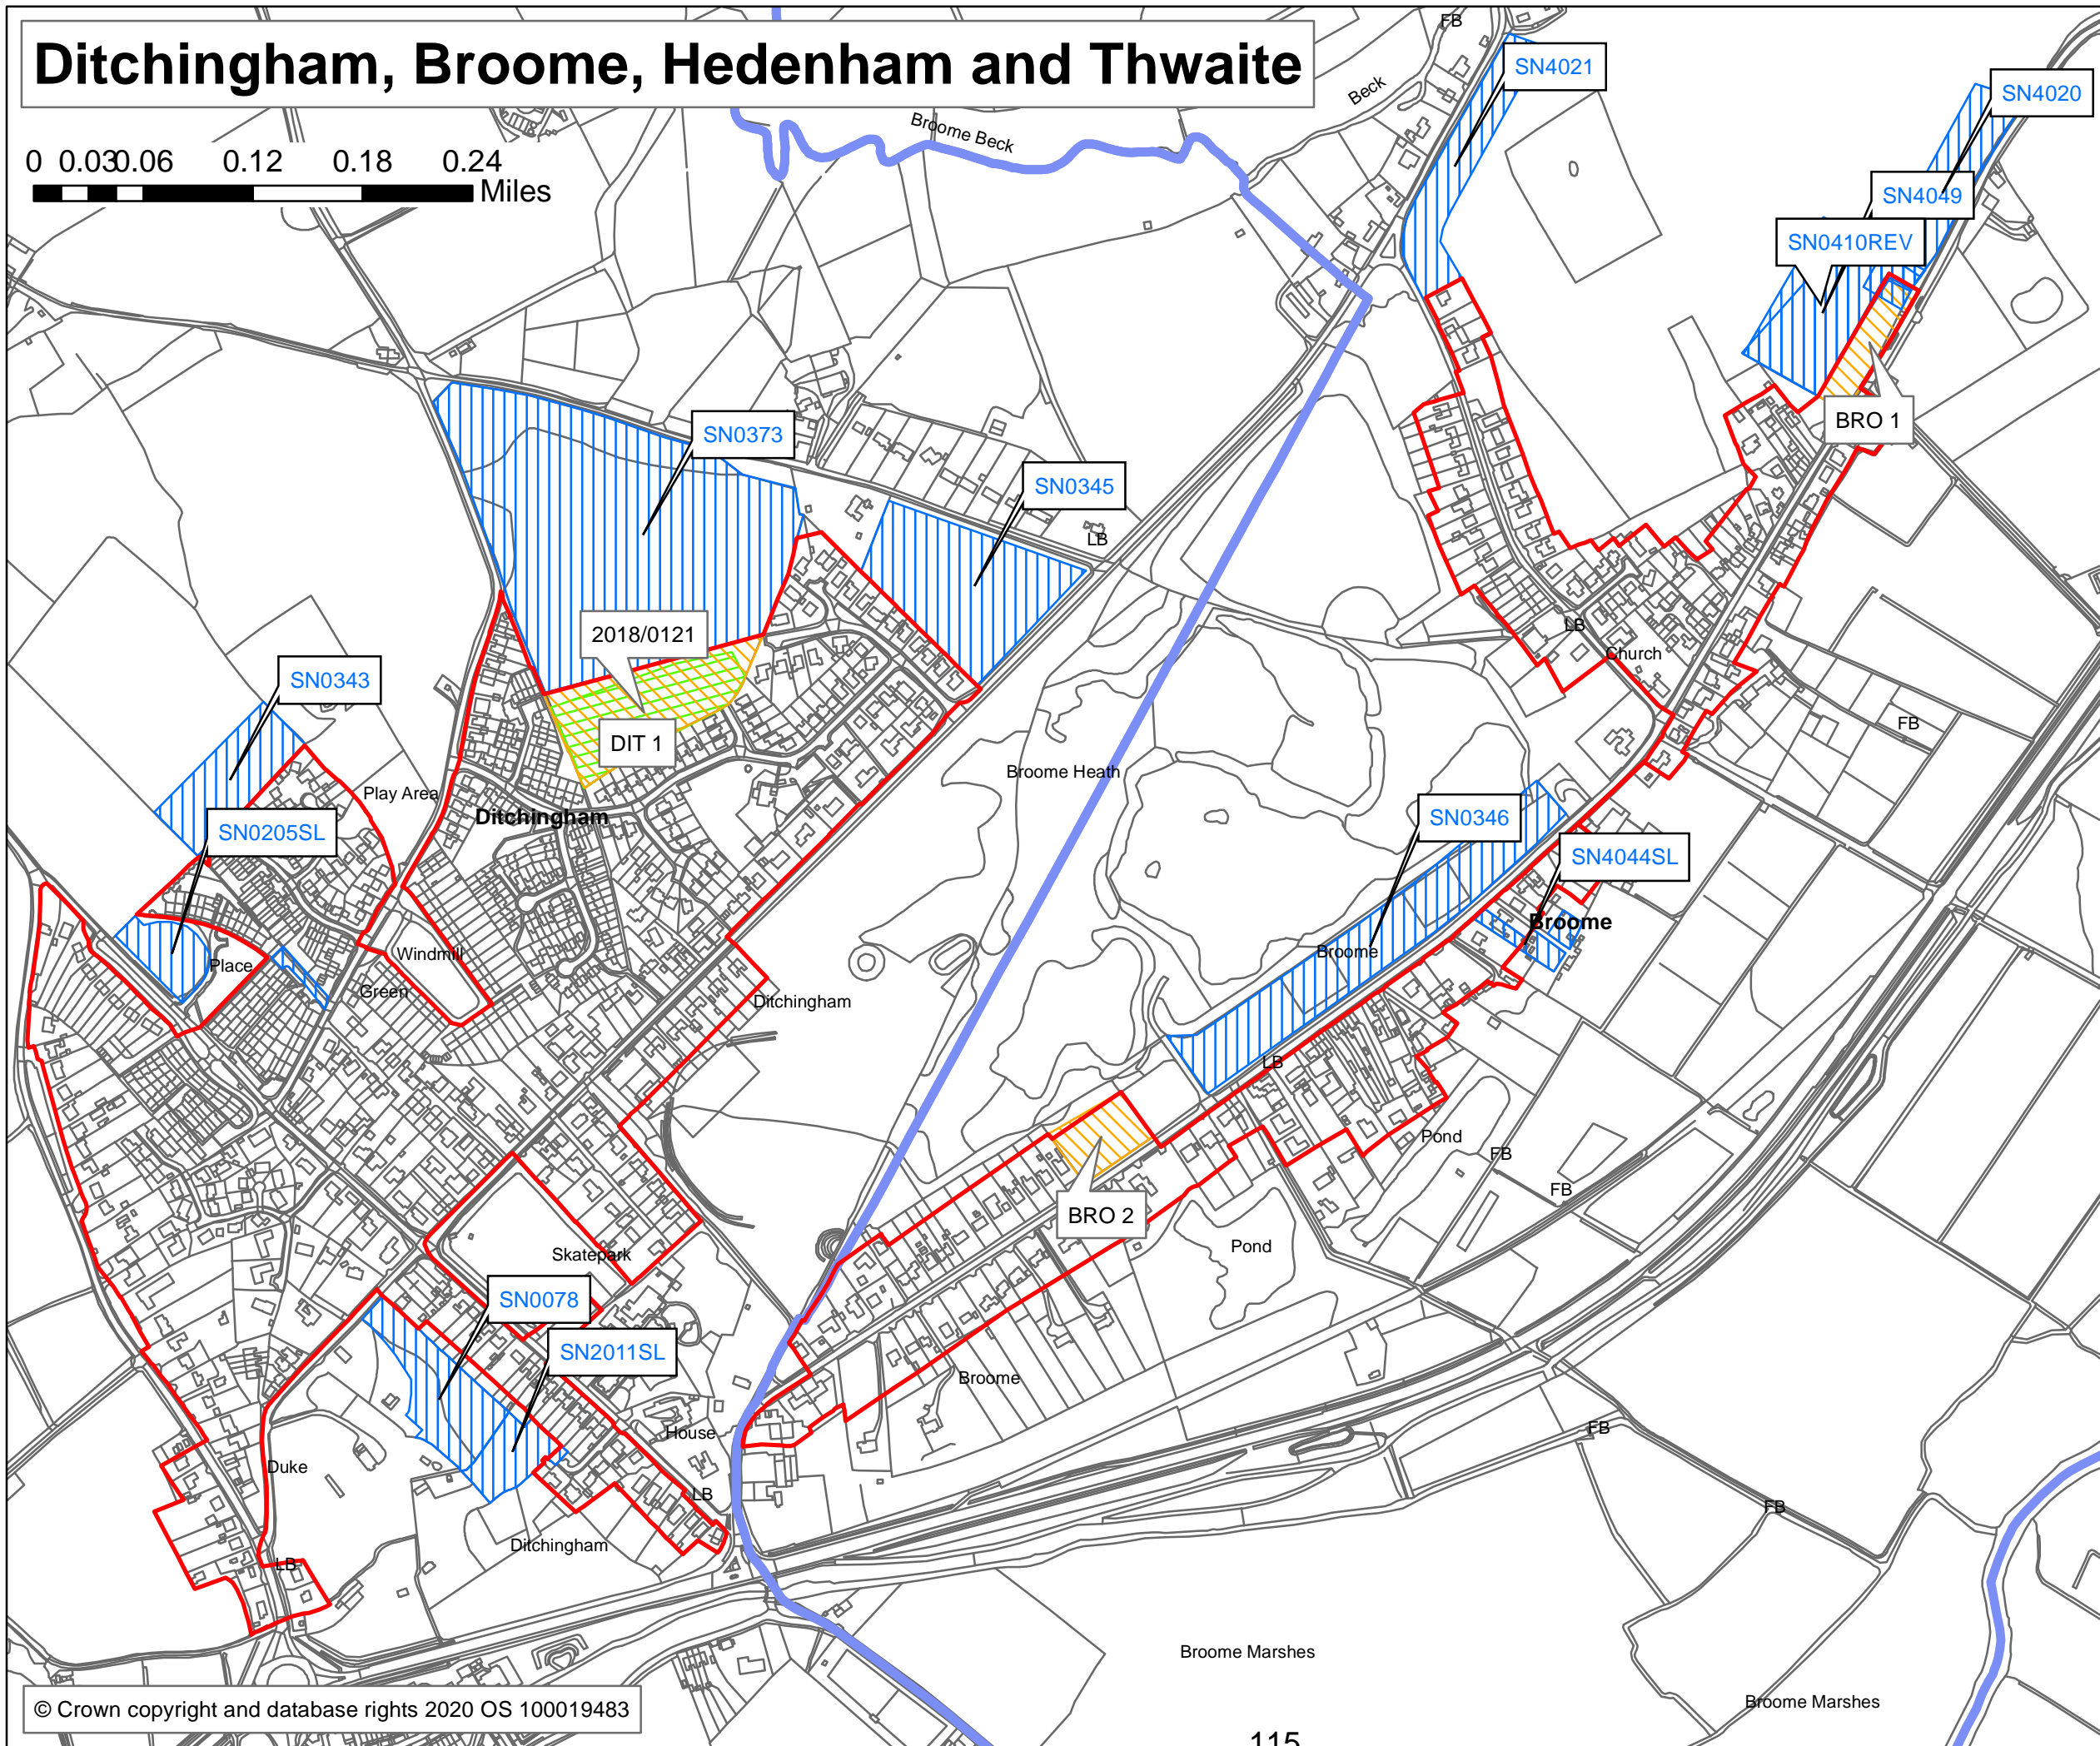 Ditchingham, Broome, Hedenham and Thwaite
0 0.03 0.06 0.12 0.18 0.24
Miles
FB
Beck
Broome Beck
SN4021
SN4020
SN4049
SN0410REV
BRO 1
SN0373
SN0345
LB
2018/0121
DIT 1
SN0343
Play Area
SN0205SL
Ditchingham
LB
Church
FB
Broome Heath
SN0346
SN4044SL
Broome
Broome
Windmill
Place
Green
Ditchingham
LB
Pond
FB
FB
BRO 2
Pond
Skatepark
SN0078
SN2011SL
Broome
House
FB
Duke
LB
FB
Ditchingham
LB
Broome Marshes
Broome Marshes
© Crown copyright and database rights 2020 OS 100019483
115